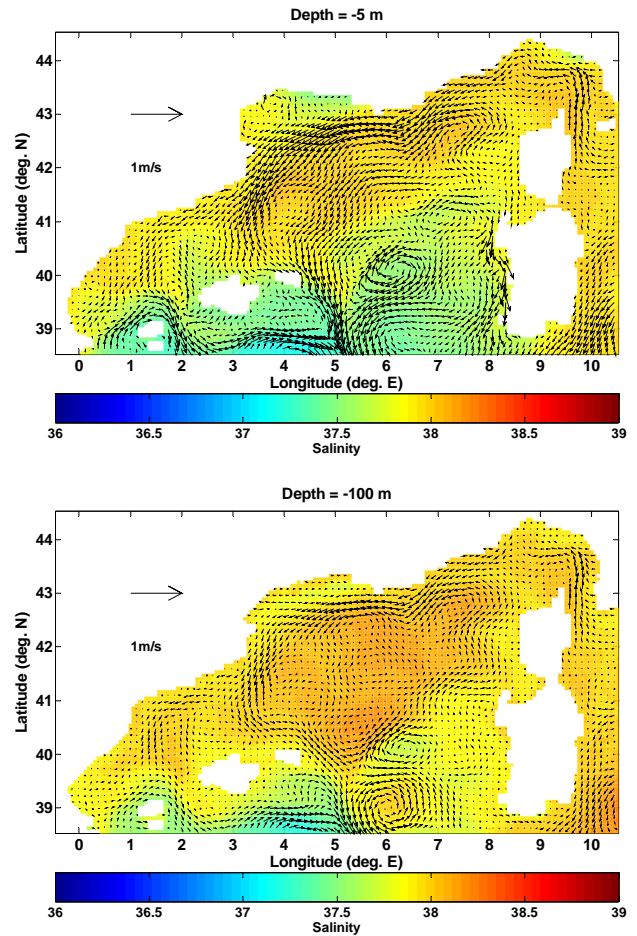 Depth = -5 m
44
43
42
41
40
39
Latitude (deg. N)
1m/s
0 1 2 3 4 5 6 7 8 9 10
Longitude (deg. E)
36 36.5 37 37.5 38 38.5 39
Salinity
Depth = -100 m
44
43
42
41
40
39
Latitude (deg. N)
1m/s
0 1 2 3 4 5 6 7 8 9 10
Longitude (deg. E)
36 36.5 37 37.5 38 38.5 39
Salinity